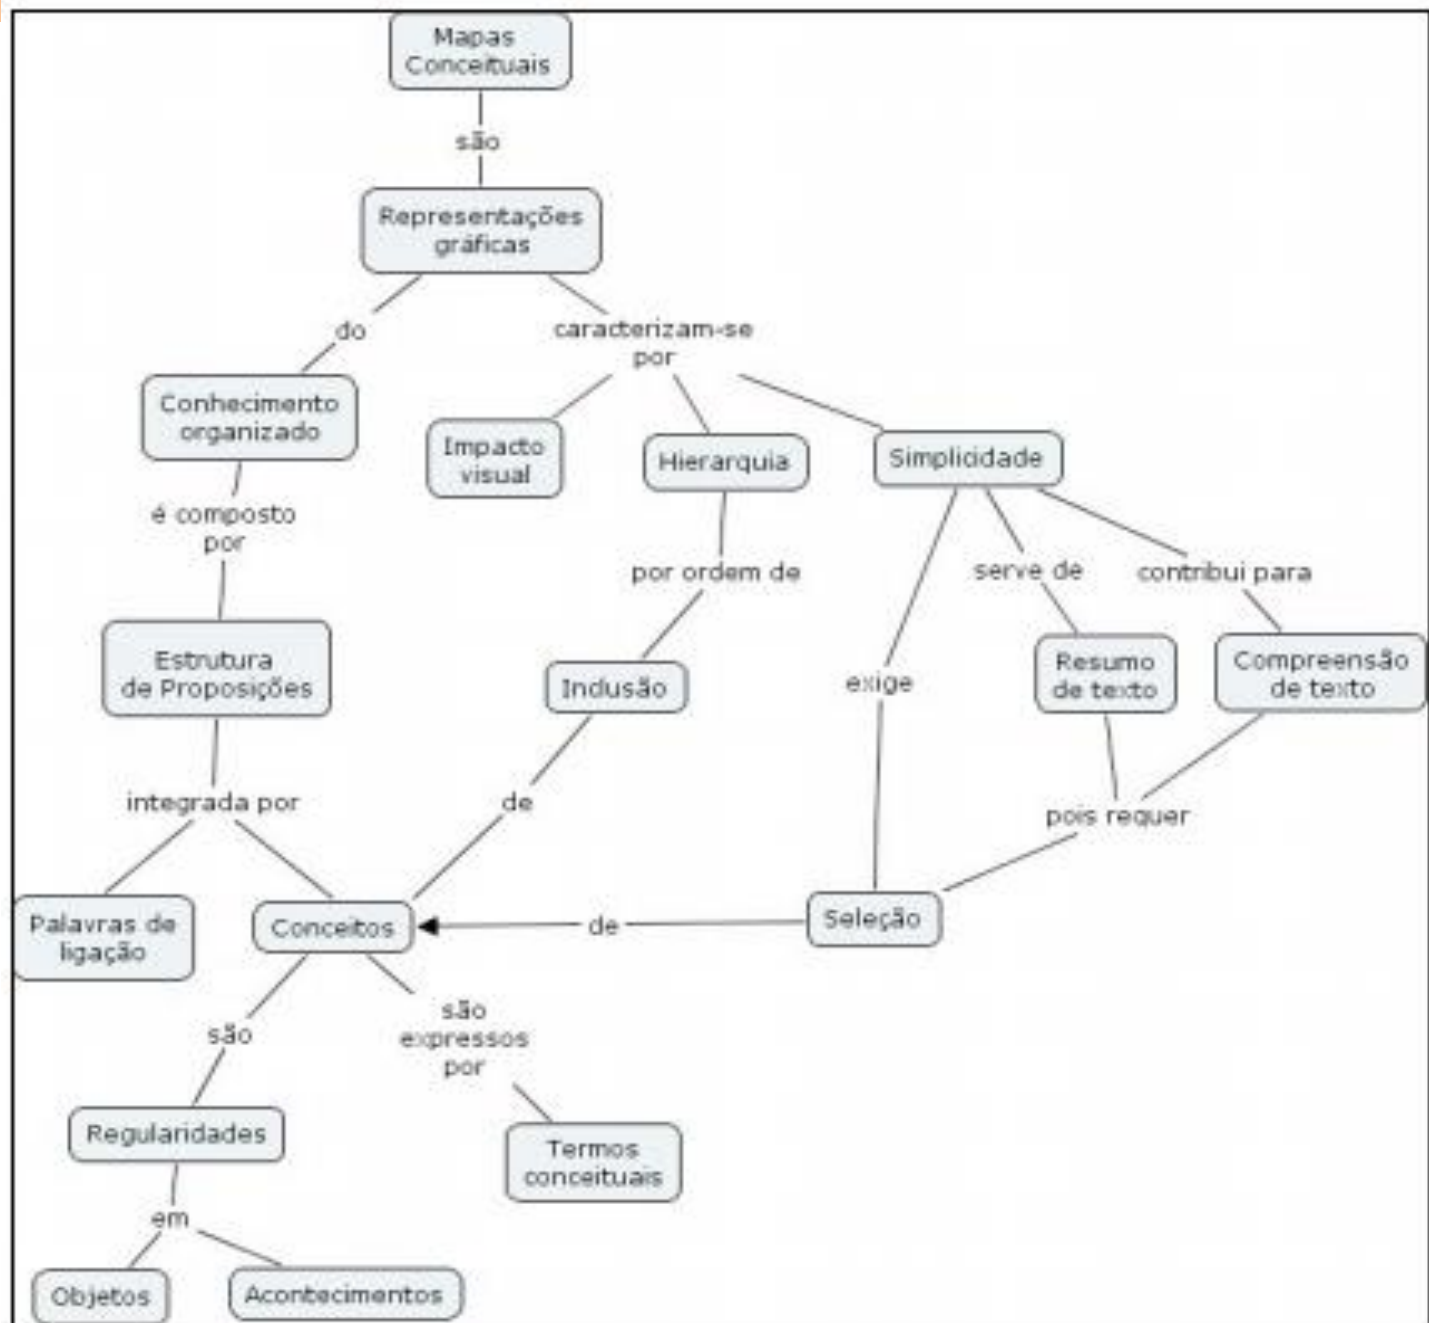 Mapas
Conceituais
são
Representações
gráficas
do
caracterizam-se
por
Conhecimento
organizado
Impacto
visual
Hierarquia
Simplicidade
é composto
por
por ordem de
serve de
contribui para
Estrutura
de Proposições
Inclusão
exige
Resumo
de texto
Compreensão
de texto
integrada por
de
pois requer
Palavras de
ligação
Conceitos
de
Seleção
são
são
expressos
por
Regularidades
Termos
conceituais
em
Objetos
Acontecimentos